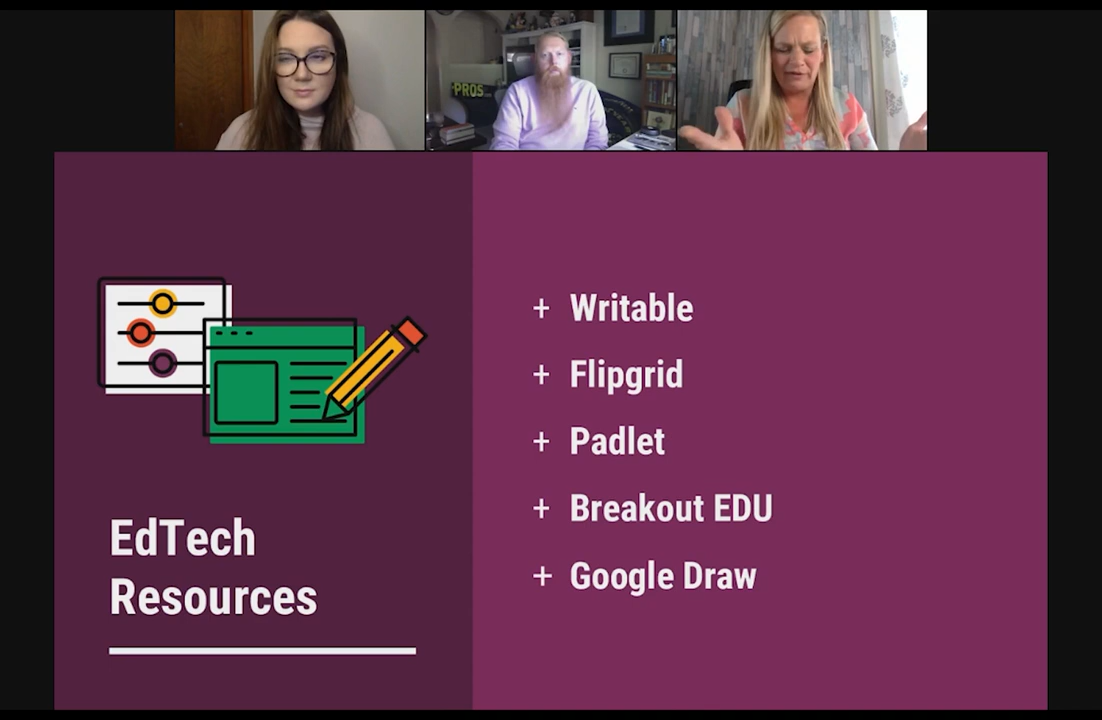 PROS
EdTech
Resources
+ Writable
+ Flipgrid
+ Padlet
+ Breakout EDU
+ Google Draw